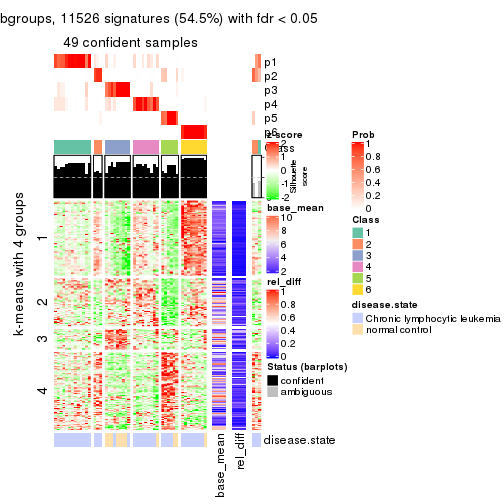 bgroups, 11526 signatures (54.5%) with fdr < 0.05
49 confident samples
p1
p2
p3
p4
p5
p6
z-score
2
1
0
-1
-2
Silhouette
score
base_mean
10
8
6
4
2
rel_diff
1
0.8
0.6
0.4
0.2
0
Status (barplots)
confident
ambiguous
Prob
1
0.8
0.6
0.4
0.2
0
Class
1
2
3
4
5
6
disease.state
Chronic lymphocytic leukemia
normal control
k-means with 4 groups
1
2
3
4
disease.state
base_mean
rel_diff